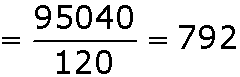 = 95040/120 = 792